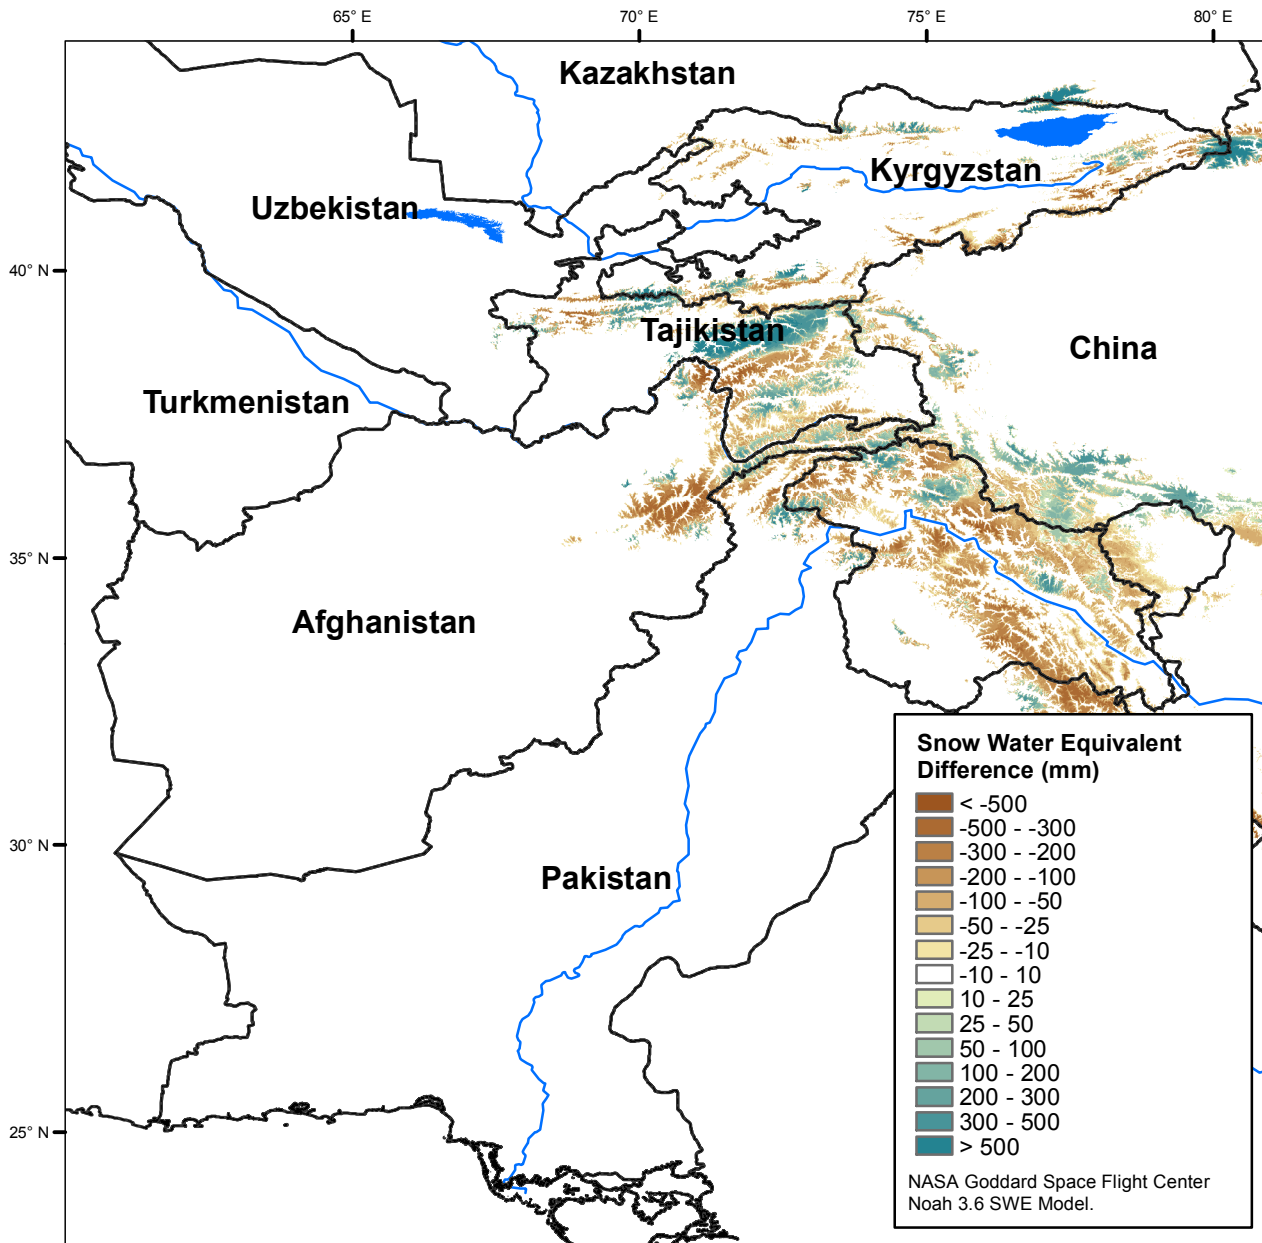 65° E
70° E
75° E
80° E
Kazakhstan
Kyrgyzstan
Uzbekistan
40° N
Tajikistan
China
Turkmenistan
35° N
Afghanistan
30° N
Pakistan
25° N
Snow Water Equivalent
Difference (mm)
< -500
-500 - -300
-300 - -200
-200 - -100
-100 - -50
-50 - -25
-25 - -10
-10 - 10
10 - 25
25 - 50
50 - 100
100 - 200
200 - 300
300 - 500
> 500
NASA Goddard Space Flight Center
Noah 3.6 SWE Model.